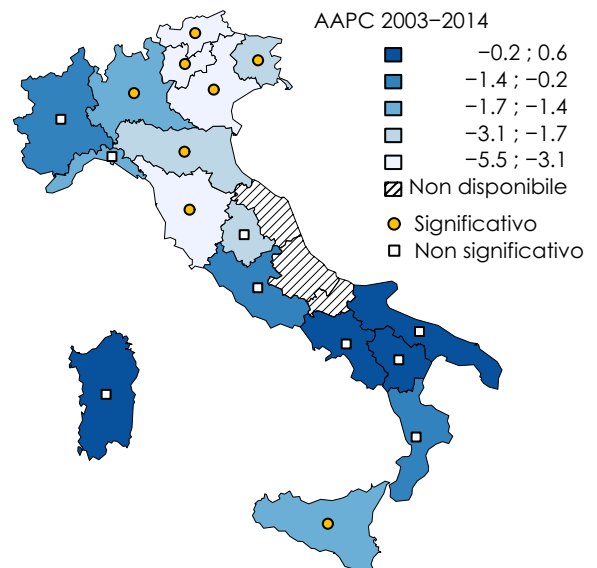 AAPC 2003−2014
−0.2 ; 0.6
−1.4 ; −0.2
−1.7 ; −1.4
−3.1 ; −1.7
−5.5 ; −3.1
Non disponibile
Significativo
Non significativo